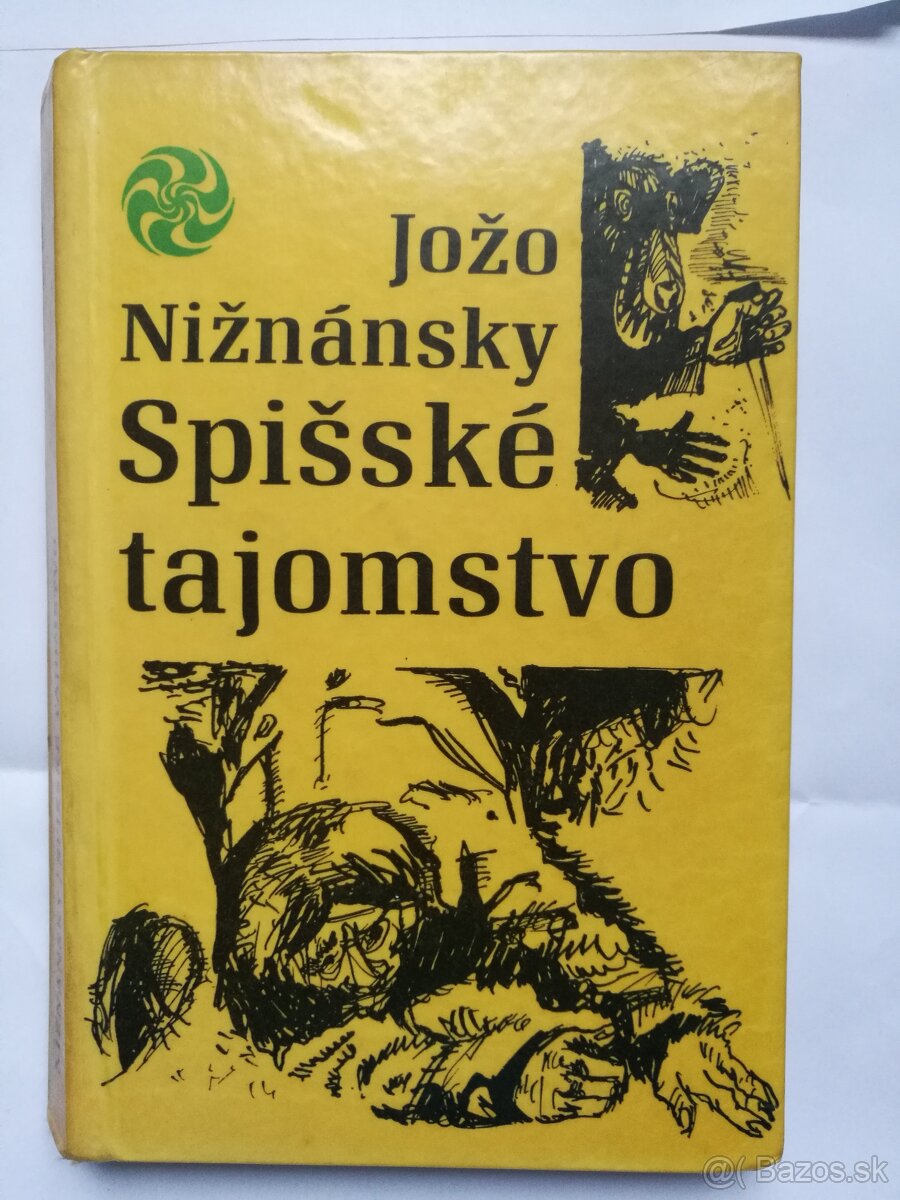 Jožo
Nižnánsky
Spišské
tajomstvo
@( Bazos.sk